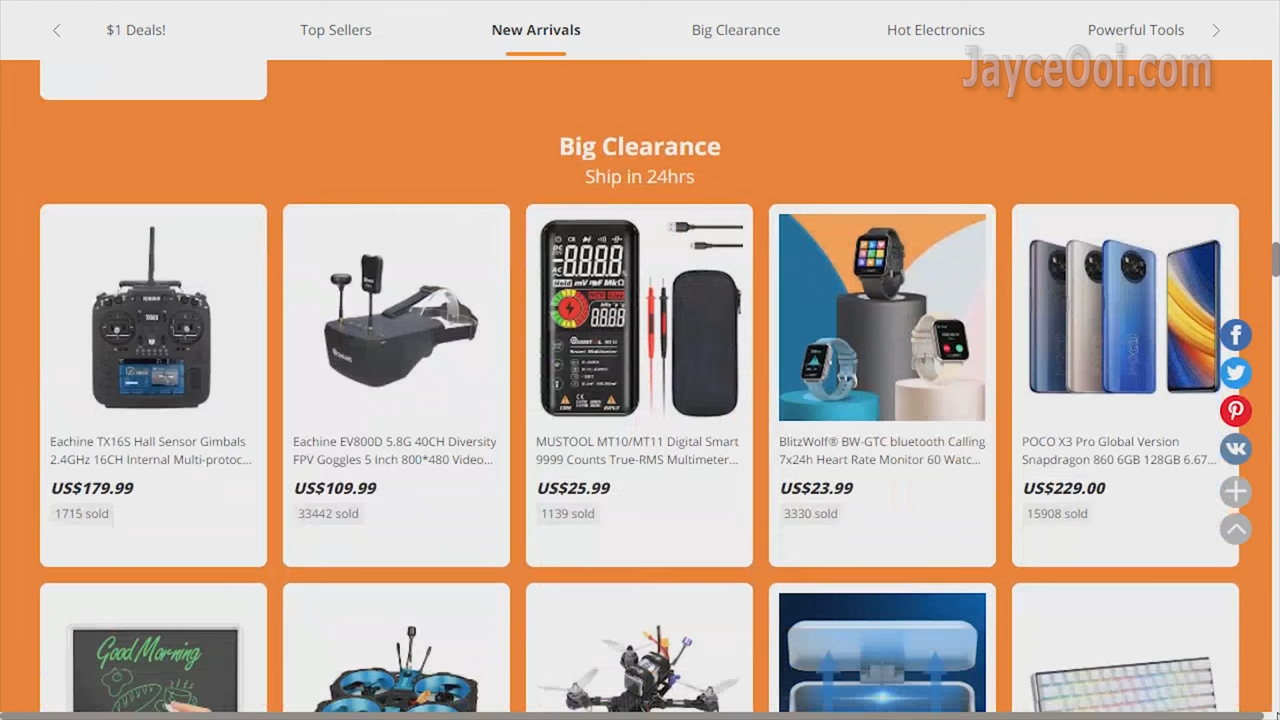 $1 Deals!
Top Sellers
New Arrivals
Big Clearance
Hot Electronics
Powerful Tools
JayceOoi.com
Big Clearance
Ship in 24hrs
Eachine TX16S Hall Sensor Gimbals
2.4GHz 16CH Internal Multi-protoc...
US$179.99
1715 sold
Eachine EV800D 5.8G 40CH Diversity
FPV Goggles 5 Inch 800*480 Video...
US$109.99
33442 sold
MUSTOOL MT10/MT11 Digital Smart
9999 Counts True-RMS Multimeter...
US$25.99
1139 sold
BlitzWolf® BW-GTC bluetooth Calling
7x24h Heart Rate Monitor 60 Watc...
US$23.99
3330 sold
POCO X3 Pro Global Version
Snapdragon 860 6GB 128GB 6.67...
US$229.00
15908 sold
Good Morning